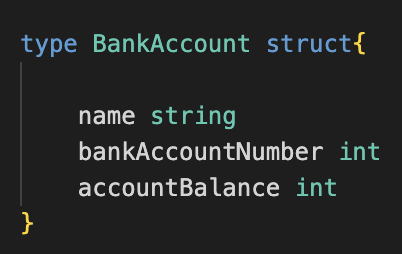 type BankAccount struct{
name string
bankAccountNumber int
accountBalance int
}